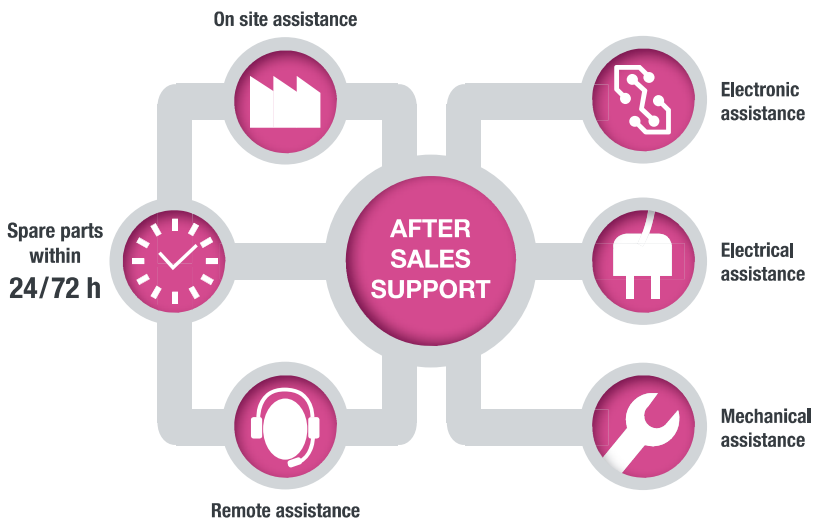 On site assistance
Electronic
assistance
Spare parts
within
24/72 h
AFTER
SALES
SUPPORT
Electrical
assistance
Mechanical
assistance
Remote assistance